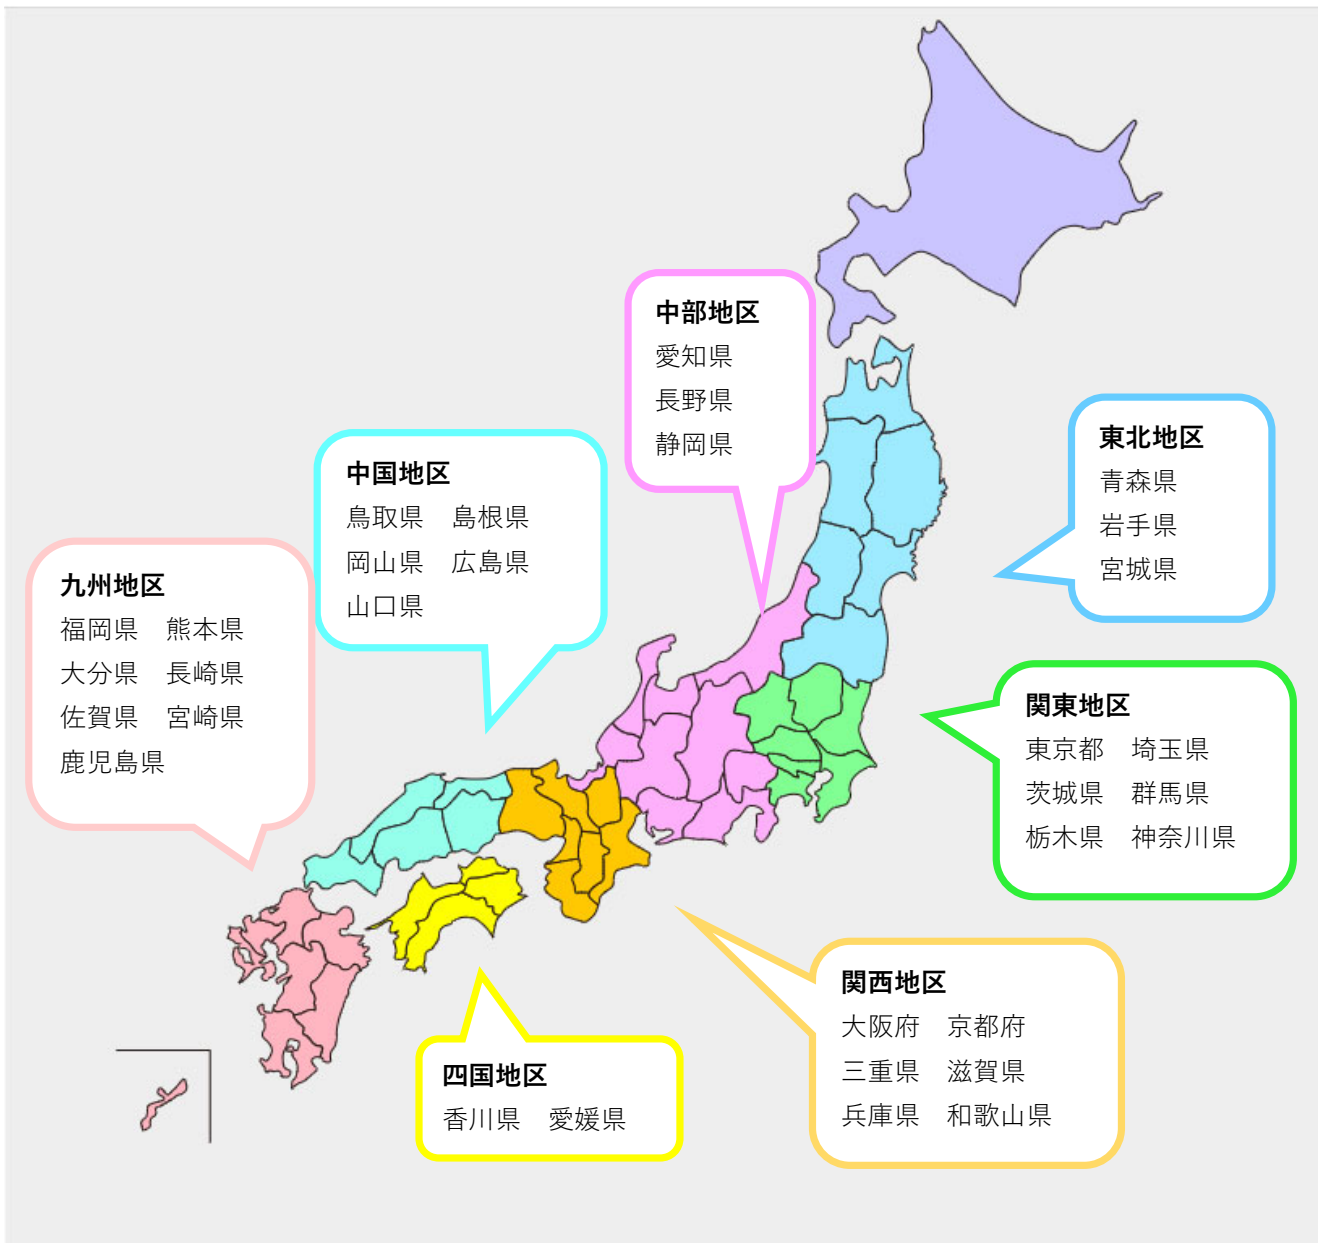 中部地区
愛知県
長野県
静岡県
東北地区
青森県
岩手県
宮城県
中国地区
鳥取県　島根県
岡山県　広島県
山口県
九州地区
福岡県　熊本県
大分県　長崎県
佐賀県　宮崎県
鹿児島県
関東地区
東京都　埼玉県
茨城県　群馬県
栃木県　神奈川県
関西地区
大阪府　京都府
三重県　滋賀県
兵庫県　和歌山県
四国地区
香川県　愛媛県